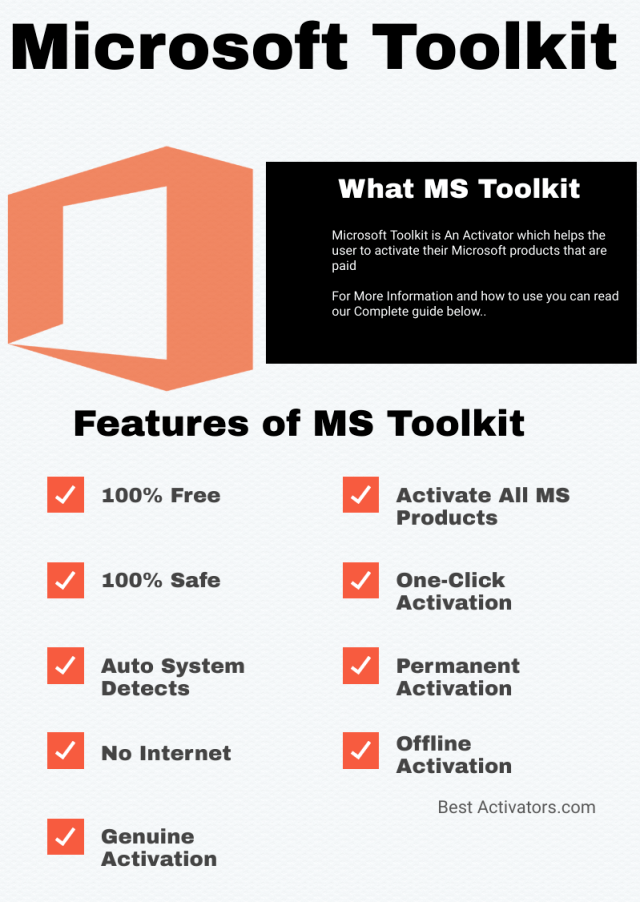 Microsoft Toolkit
What MS Toolkit
Microsoft Toolkit is An Activator which helps the
user to activate their Microsoft products that are
paid
For More Information and how to use you can read
our Complete guide below..
Features of MS Toolkit
100% Free
Activate All MS
Products
100% Safe
One-Click
Activation
Auto System
Detects
Permanent
Activation
No Internet
Offline
Activation
Best Activators.com
Genuine
Activation